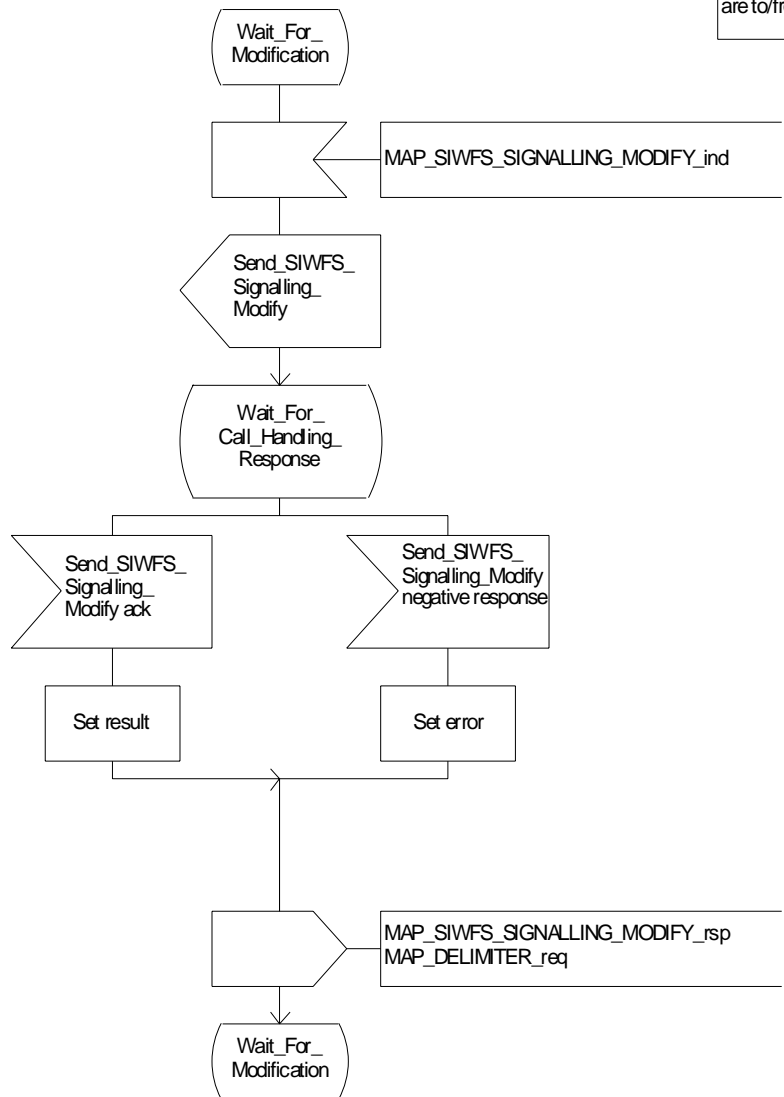 are to/fr
Wait_For_
Modification
MAP_SIWFS_SIGNALLING_MODIFY_ind
Send_SIWFS_
Signalling_
Modify
Wait_For_
Call_Handling_
Response
Send_SIWFS_
Signalling_
Modify ack
Send_SIWFS_
Signalling_Modify
negative response
Set result
Set error
MAP_SIWFS_SIGNALLING_MODIFY_rsp
MAP_DELIMITER_req
Wait_For_
Modification